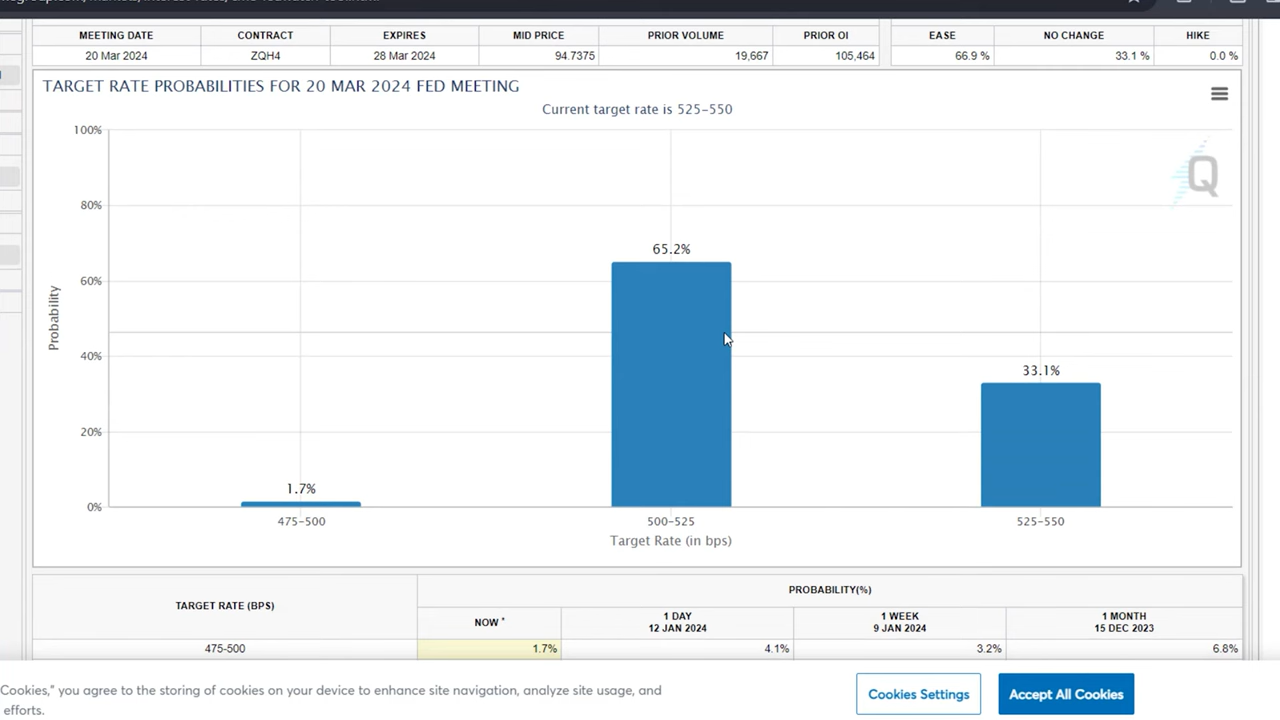 MEETING DATE CONTRACT EXPIRES MID PRICE PRIOR VOLUME PRIOR OI EASE NO CHANGE HIKE
20 Mar 2024 ZQH4 28 Mar 2024 94.7375 19,667 105,464 66.9 % 33.1 % 0.0 %
TARGET RATE PROBABILITIES FOR 20 MAR 2024 FED MEETING
Current target rate is 525-550
100%
80%
60%
40%
20%
0%
Probability
1.7%
65.2%
33.1%
Q
475-500 500-525 525-550
Target Rate (in bps)
TARGET RATE (BPS) PROBABILITY(%)
NOW * 1 DAY 1 WEEK 1 MONTH
12 JAN 2024 9 JAN 2024 15 DEC 2023
475-500 1.7% 4.1% 3.2% 6.8%
Cookies," you agree to the storing of cookies on your device to enhance site navigation, analyze site usage, and
efforts.
Cookies Settings Accept All Cookies